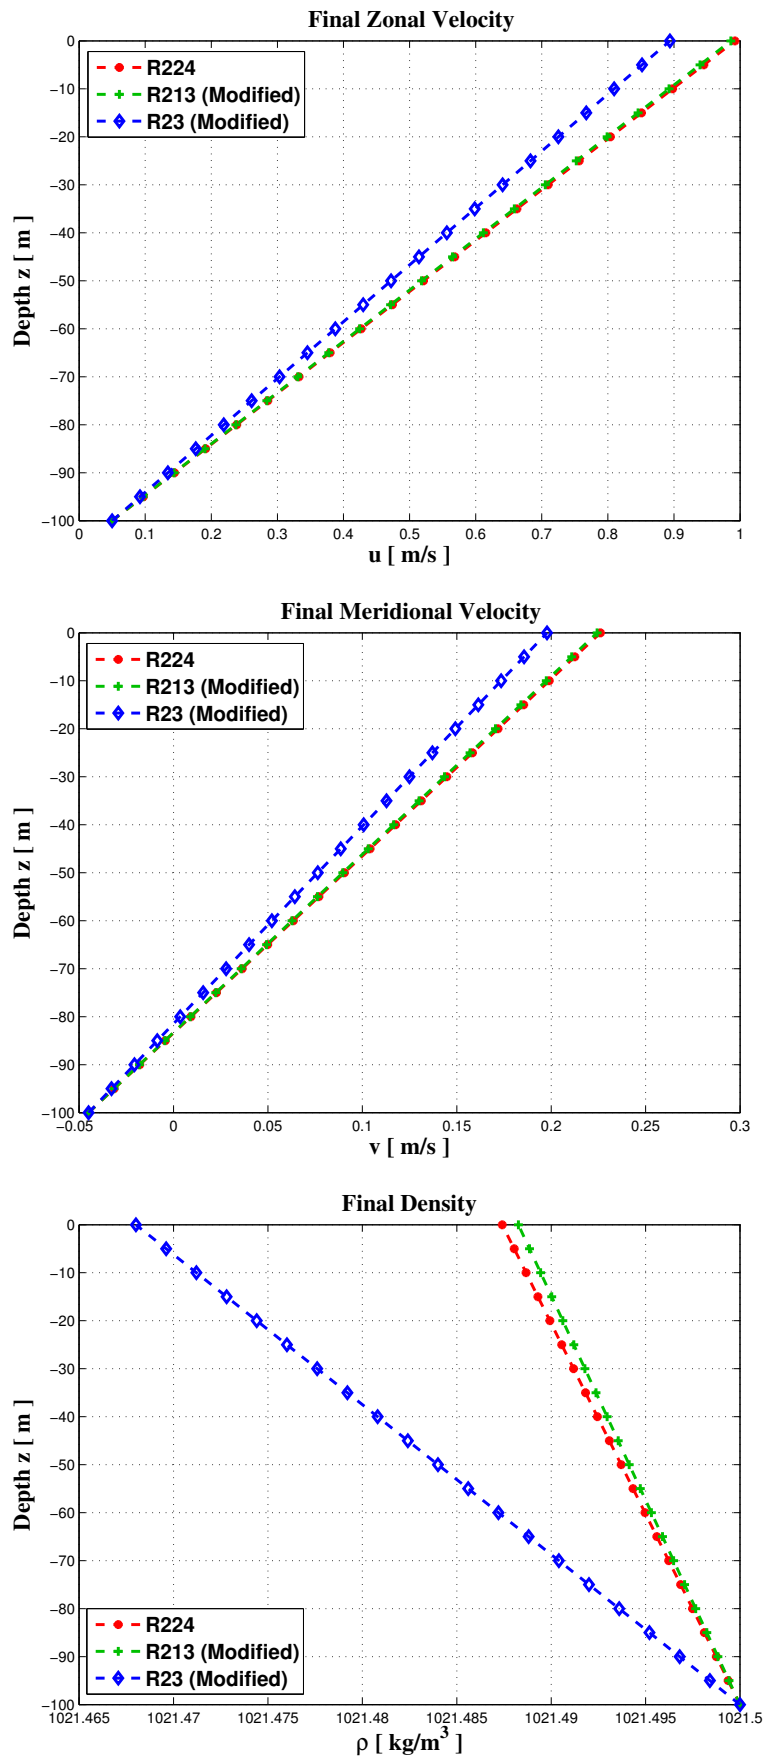 Final Zonal Velocity
0
−10
−20
−30
−40
−50
−60
−70
−80
−90
−100
Depth z [ m ]
R224
R213 (Modified)
R23 (Modified)
0 0.1 0.2 0.3 0.4 0.5 0.6 0.7 0.8 0.9 1
u [ m/s ]
Final Meridional Velocity
0
−10
−20
−30
−40
−50
−60
−70
−80
−90
−100
Depth z [ m ]
R224
R213 (Modified)
R23 (Modified)
−0.05 0 0.05 0.1 0.15 0.2 0.25 0.3
v [ m/s ]
Final Density
0
−10
−20
−30
−40
−50
−60
−70
−80
−90
−100
Depth z [ m ]
R224
R213 (Modified)
R23 (Modified)
1021.465 1021.47 1021.475 1021.48 1021.485 1021.49 1021.495 1021.5
ρ [ kg/m³ ]